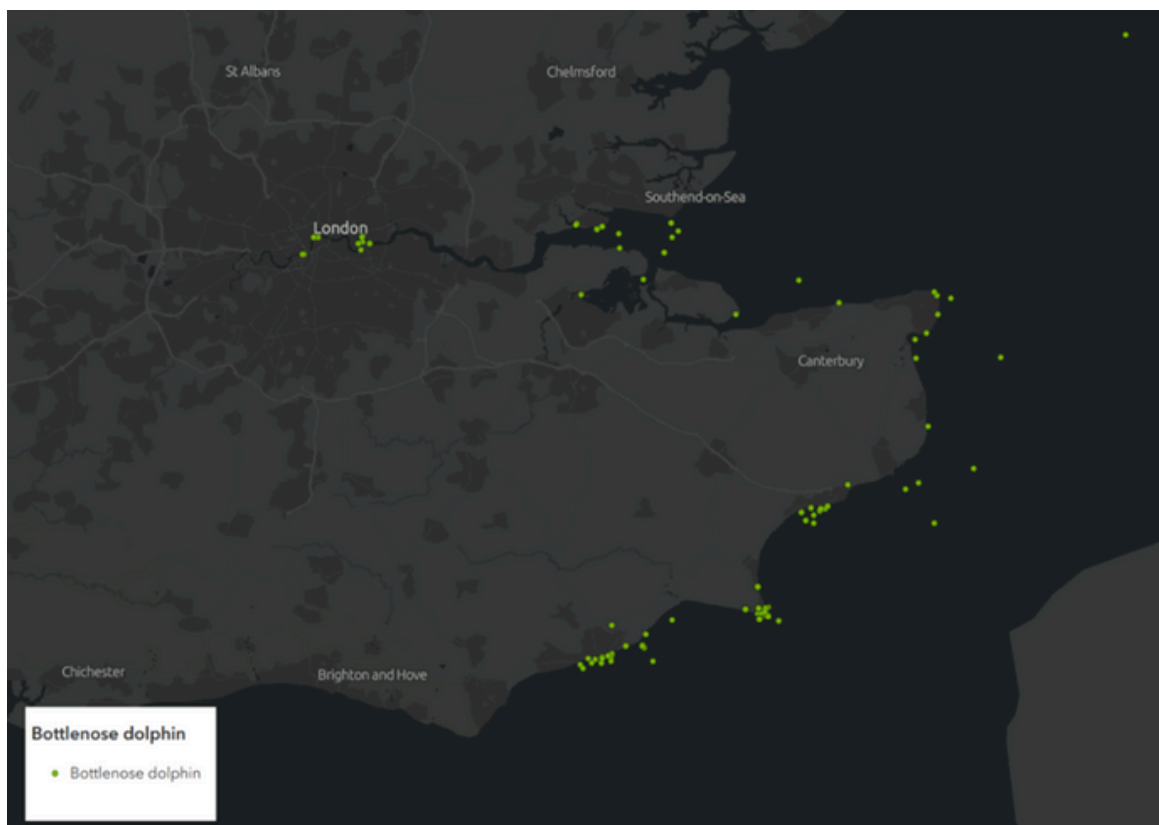 St Albans
Chelmsford
Southend-on-Sea
London
Canterbury
Chichester
Brighton and Hove
Bottlenose dolphin
Bottlenose dolphin